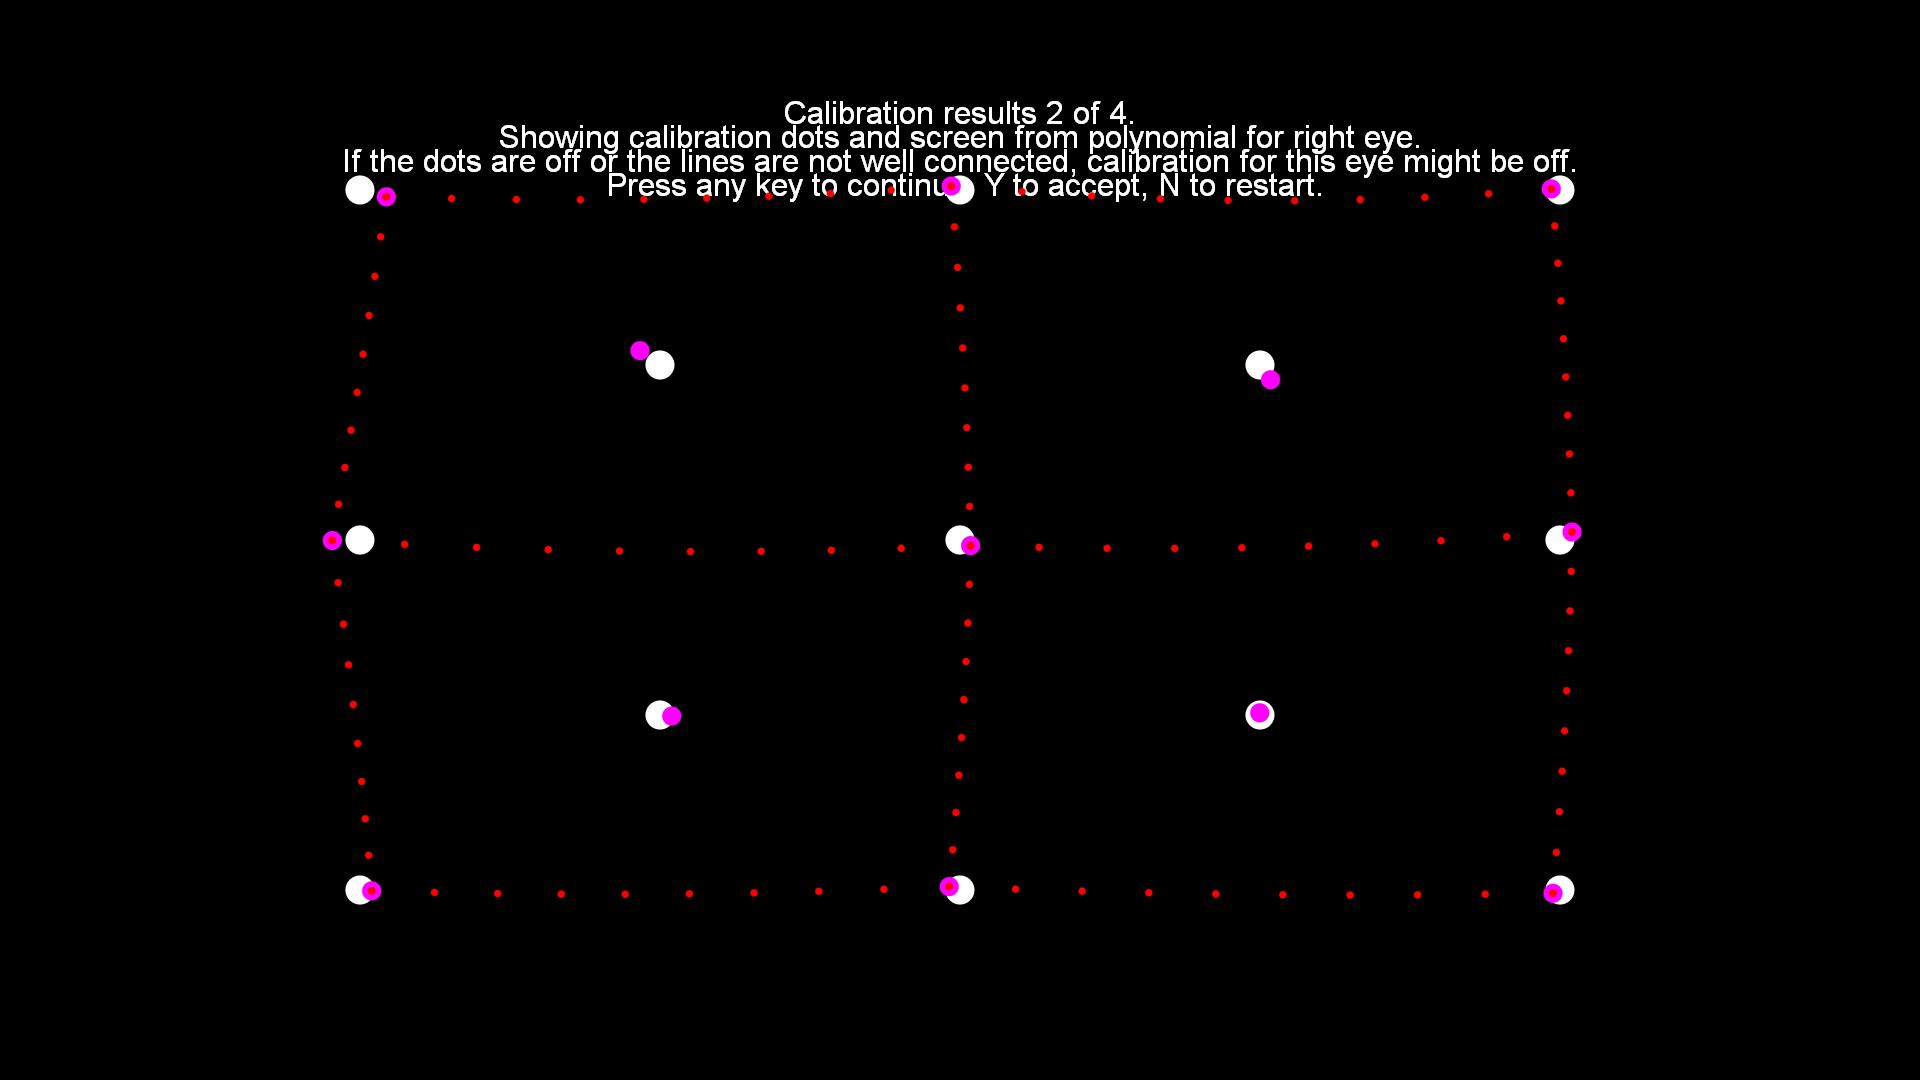 Calibration results 2 of 4.
Showing calibration dots and screen from polynomial for right eye.
If the dots are off or the lines are not well connected, calibration for this eye might be off.
Press any key to continu Y to accept, N to restart.